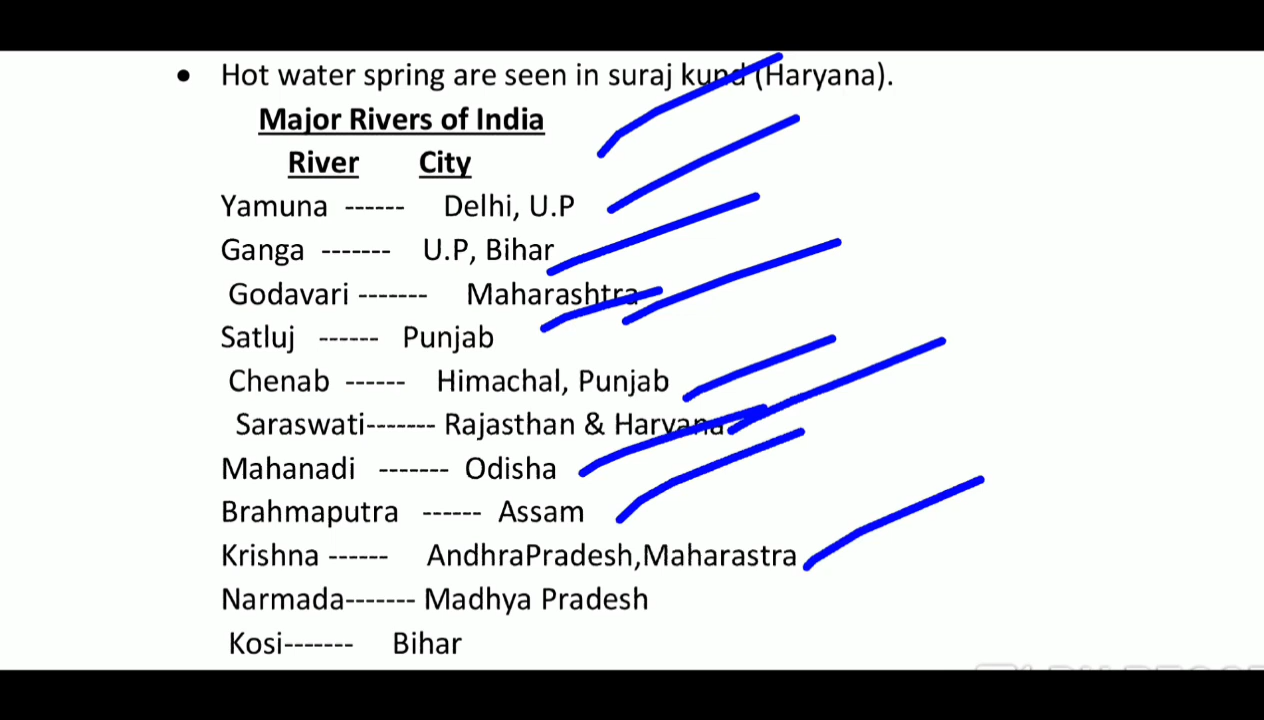 • Hot water spring are seen in suraj kund (Haryana).
Major Rivers of India
River City
Yamuna ------ Delhi, U.P
Ganga ------- U.P, Bihar
Godavari ------- Maharashtra
Satluj ------ Punjab
Chenab ------ Himachal, Punjab
Saraswati------- Rajasthan & Haryana
Mahanadi ------- Odisha
Brahmaputra ------ Assam
Krishna ------ AndhraPradesh,Maharastra
Narmada------- Madhya Pradesh
Kosi------- Bihar